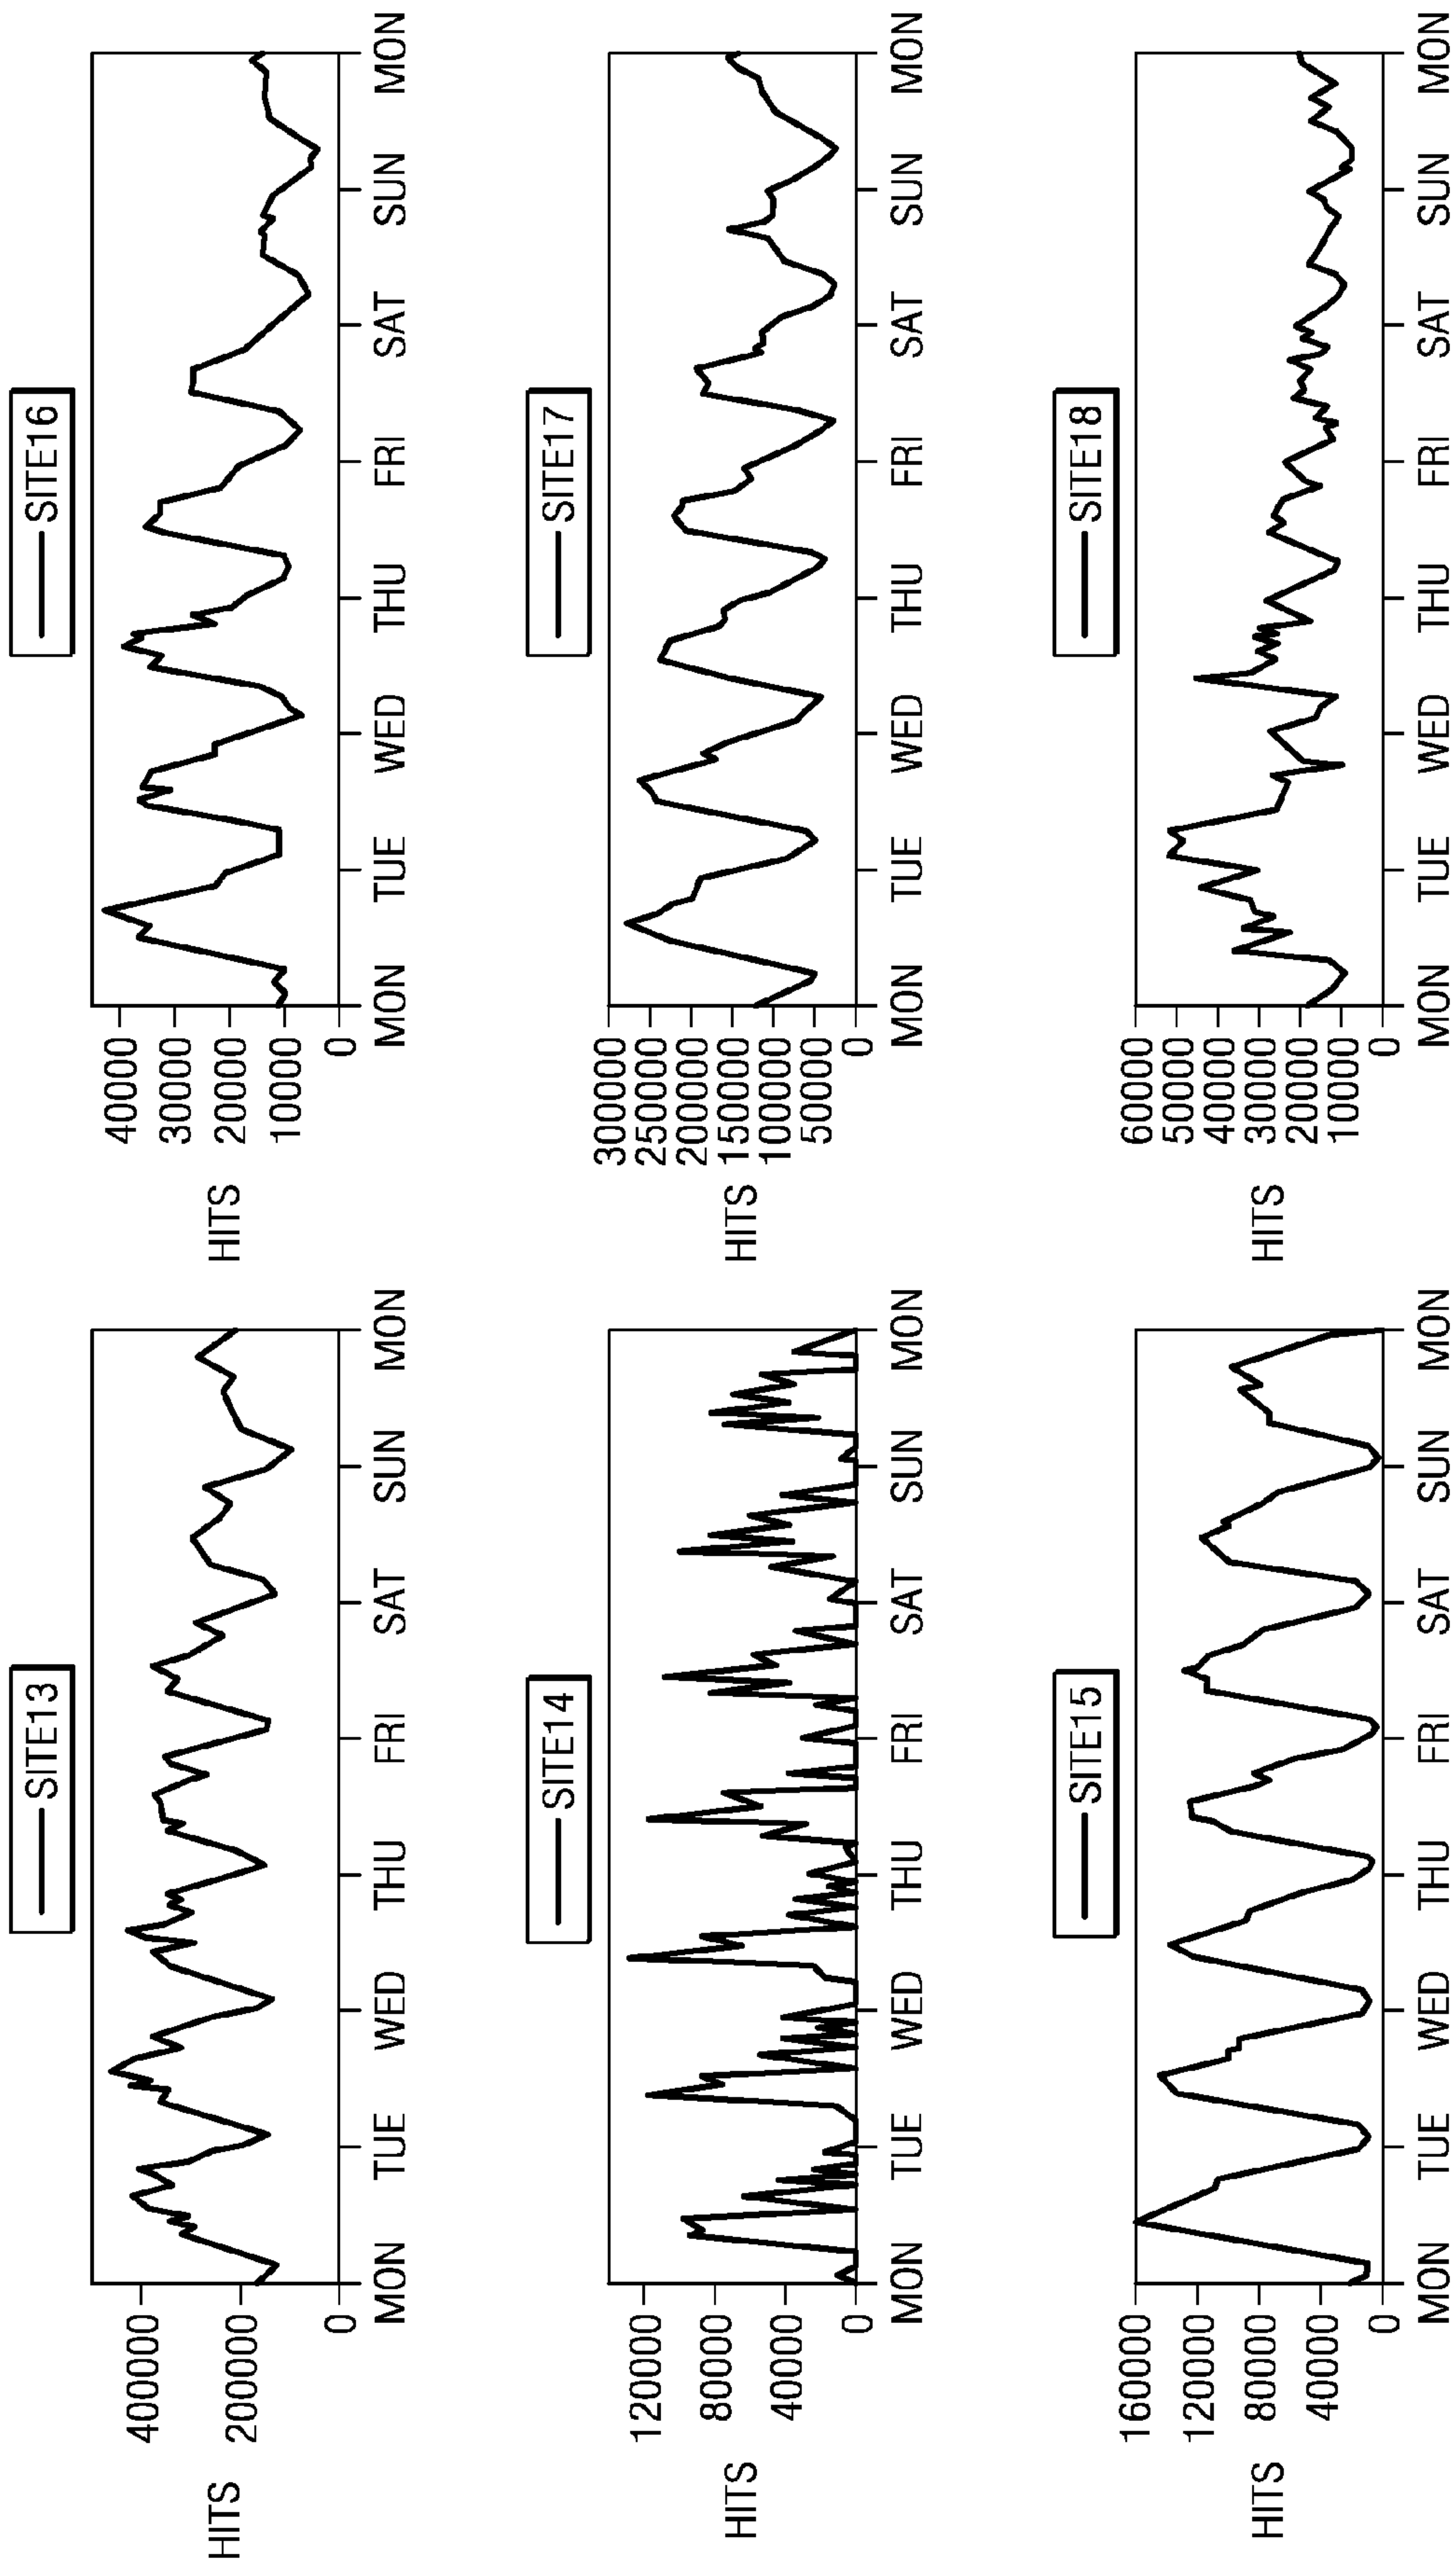 SITE13
HITS
400000
200000
0
MON TUE WED THU FRI SAT SUN MON
SITE14
HITS
120000
80000
40000
0
MON TUE WED THU FRI SAT SUN MON
SITE15
HITS
160000
120000
80000
40000
0
MON TUE WED THU FRI SAT SUN MON
SITE16
HITS
40000
30000
20000
10000
0
MON TUE WED THU FRI SAT SUN MON
SITE17
HITS
300000
250000
200000
150000
100000
50000
0
MON TUE WED THU FRI SAT SUN MON
SITE18
HITS
60000
50000
40000
30000
20000
10000
0
MON TUE WED THU FRI SAT SUN MON